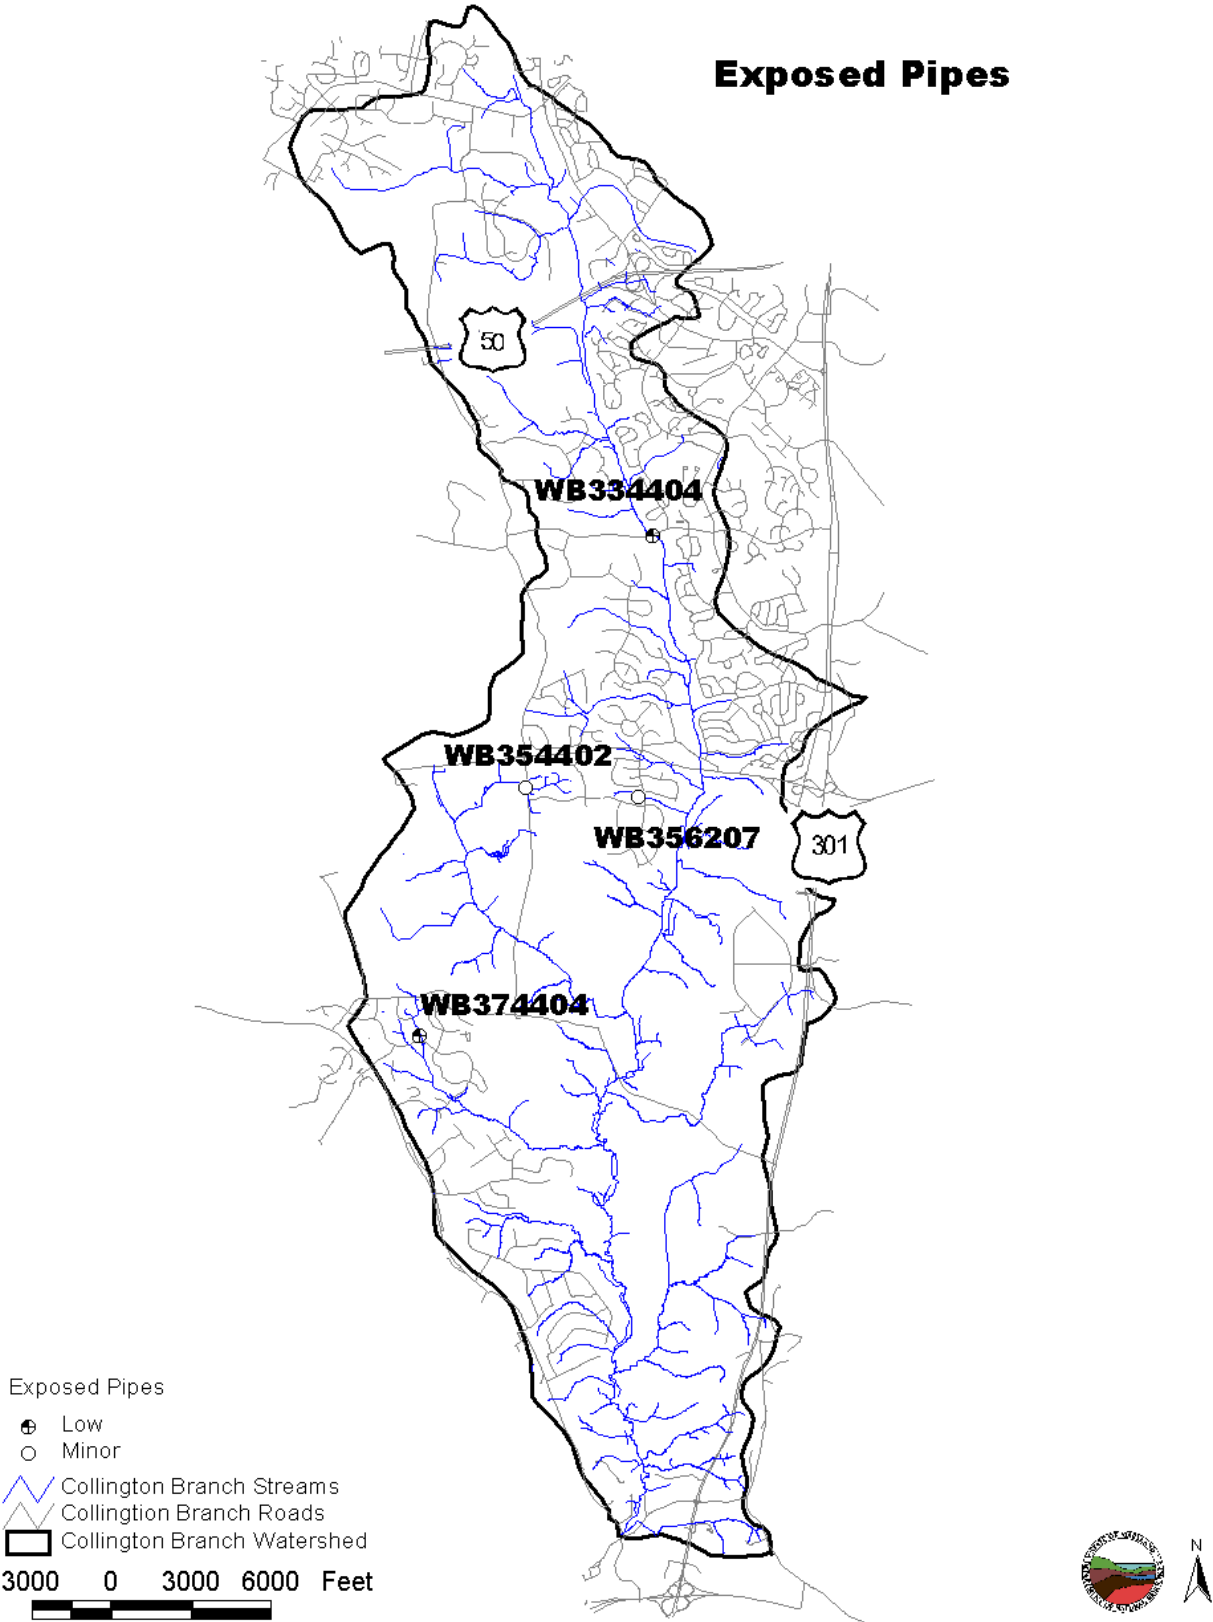 Exposed Pipes
50
WB334404
WB354402
WB356207
301
WB374404
Exposed Pipes
Low
Minor
Collington Branch Streams
Collingtion Branch Roads
Collington Branch Watershed
3000 0 3000 6000 Feet
N